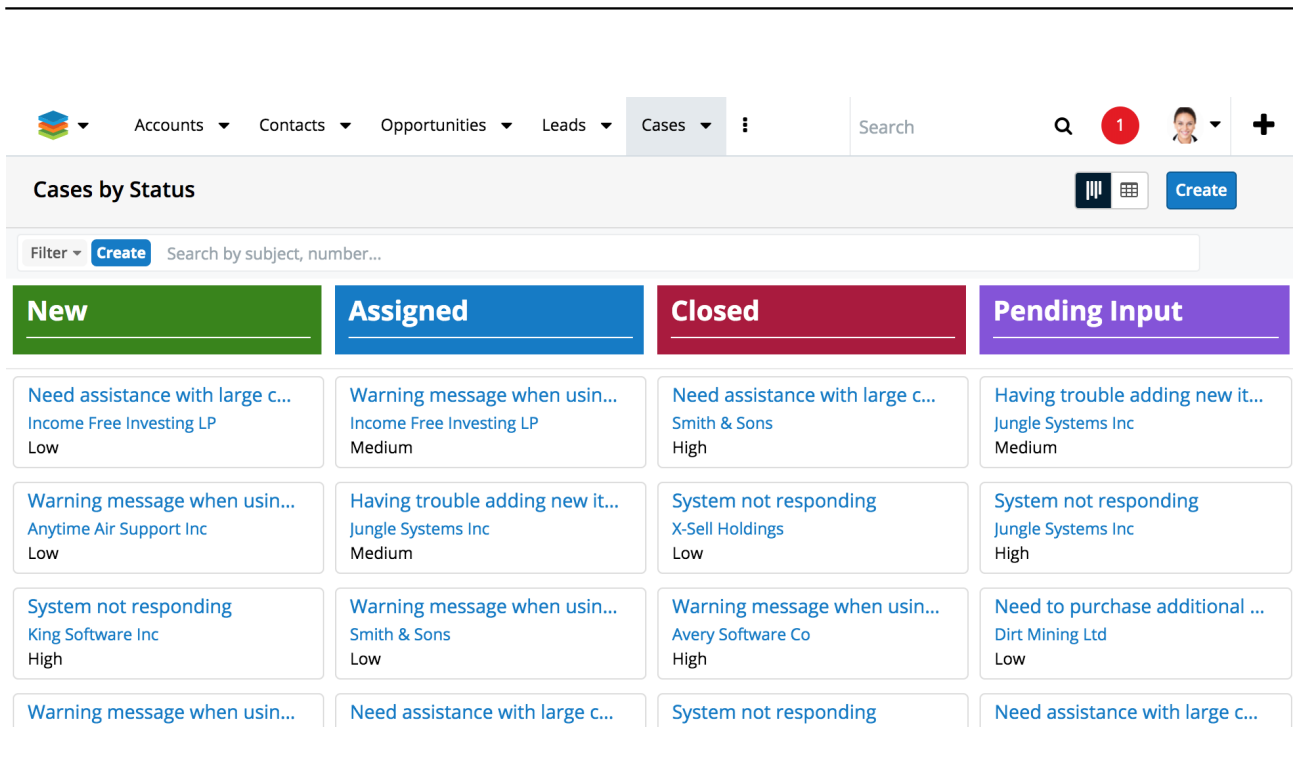 Accounts Contacts Opportunities Leads Cases Search 1
Cases by Status Create
Filter Create Search by subject, number...
New Assigned Closed Pending Input
Need assistance with large c... Warning message when usin... Need assistance with large c... Having trouble adding new it...
Income Free Investing LP Income Free Investing LP Smith & Sons Jungle Systems Inc
Low Medium High Medium
Warning message when usin... Having trouble adding new it... System not responding System not responding
Anytime Air Support Inc Jungle Systems Inc X-Sell Holdings Jungle Systems Inc
Low Medium Low High
System not responding Warning message when usin... Warning message when usin... Need to purchase additional ...
King Software Inc Smith & Sons Avery Software Co Dirt Mining Ltd
High Low High Low
Warning message when usin... Need assistance with large c... System not responding Need assistance with large c...